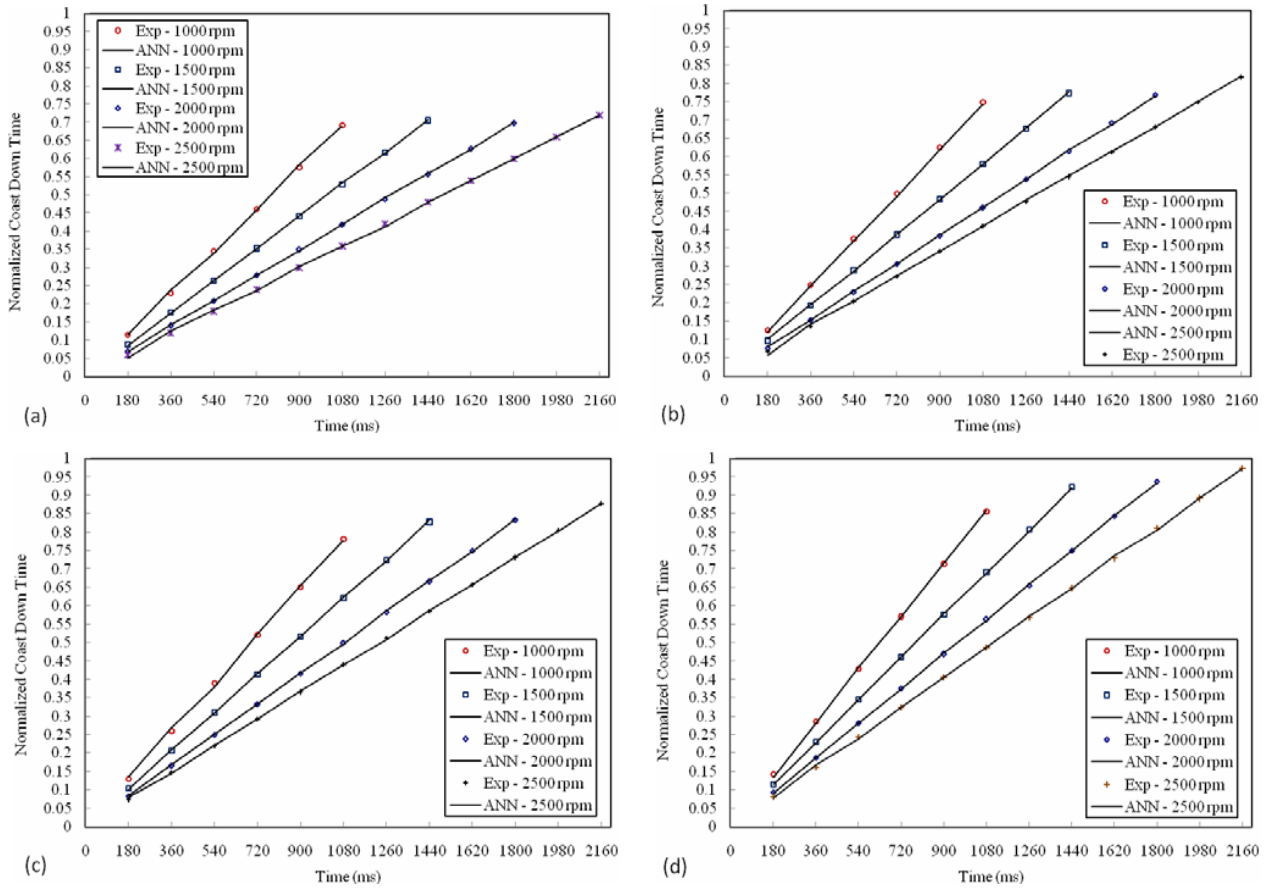 1
0.95
0.9
0.85
0.8
0.75
0.7
0.65
0.6
0.55
0.5
0.45
0.4
0.35
0.3
0.25
0.2
0.15
0.1
0.05
0
Normalized Coast Down Time
Exp - 1000 rpm
ANN - 1000 rpm
Exp - 1500 rpm
ANN - 1500 rpm
Exp - 2000 rpm
ANN - 2000 rpm
Exp - 2500 rpm
ANN - 2500 rpm
0 180 360 540 720 900 1080 1260 1440 1620 1800 1980 2160
Time (ms)
(a)
1
0.95
0.9
0.85
0.8
0.75
0.7
0.65
0.6
0.55
0.5
0.45
0.4
0.35
0.3
0.25
0.2
0.15
0.1
0.05
0
Normalized Coast Down Time
Exp - 1000 rpm
ANN - 1000 rpm
Exp - 1500 rpm
ANN - 1500 rpm
Exp - 2000 rpm
ANN - 2000 rpm
ANN - 2500 rpm
Exp - 2500 rpm
0 180 360 540 720 900 1080 1260 1440 1620 1800 1980 2160
Time (ms)
(b)
1
0.95
0.9
0.85
0.8
0.75
0.7
0.65
0.6
0.55
0.5
0.45
0.4
0.35
0.3
0.25
0.2
0.15
0.1
0.05
0
Normalized Coast Down Time
Exp - 1000 rpm
ANN - 1000 rpm
Exp - 1500 rpm
ANN - 1500 rpm
Exp - 2000 rpm
ANN - 2000 rpm
Exp - 2500 rpm
ANN - 2500 rpm
0 180 360 540 720 900 1080 1260 1440 1620 1800 1980 2160
Time (ms)
(c)
1
0.95
0.9
0.85
0.8
0.75
0.7
0.65
0.6
0.55
0.5
0.45
0.4
0.35
0.3
0.25
0.2
0.15
0.1
0.05
0
Normalized Coast Down Time
Exp - 1000 rpm
ANN - 1000 rpm
Exp - 1500 rpm
ANN - 1500 rpm
Exp - 2000 rpm
ANN - 2000 rpm
Exp - 2500 rpm
ANN - 2500 rpm
0 180 360 540 720 900 1080 1260 1440 1620 1800 1980 2160
Time (ms)
(d)